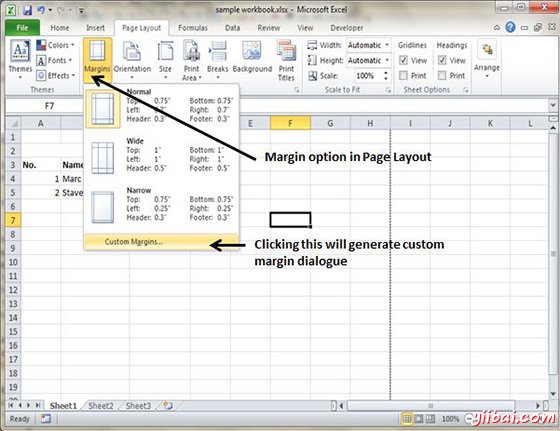 sample workbook.xlsx - Microsoft Excel
File Home Insert Page Layout Formulas Data Review View Developer
Colors Width: Automatic Gridlines Headings
Themes Fonts Margins Orientation Size Print Area Breaks Background Print Titles Height: Automatic View View Arrange
Effects Scale: 100% Print Print
Themes Scale to Fit Sheet Options
F7 fx
Normal
Top: 0.75" Bottom: 0.75"
Left: 0.7" Right: 0.7"
Header: 0.3" Footer: 0.3"
Wide
Top: 1" Bottom: 1"
Left: 1" Right: 1"
Header: 0.5" Footer: 0.5"
Narrow
Top: 0.75" Bottom: 0.75"
Left: 0.25" Right: 0.25"
Header: 0.3" Footer: 0.3"
Custom Margins...
A E F G H I J K L
1
2
3 No. Name
4 1 Marc
5 2 Stave
6
7
8
9
10
11
12
13
14
15
16
17
18
19
20
Margin option in Page Layout
Clicking this will generate custom
margin dialogue
Sheet1 Sheet2 Sheet3
Ready 100%
yiibai.com